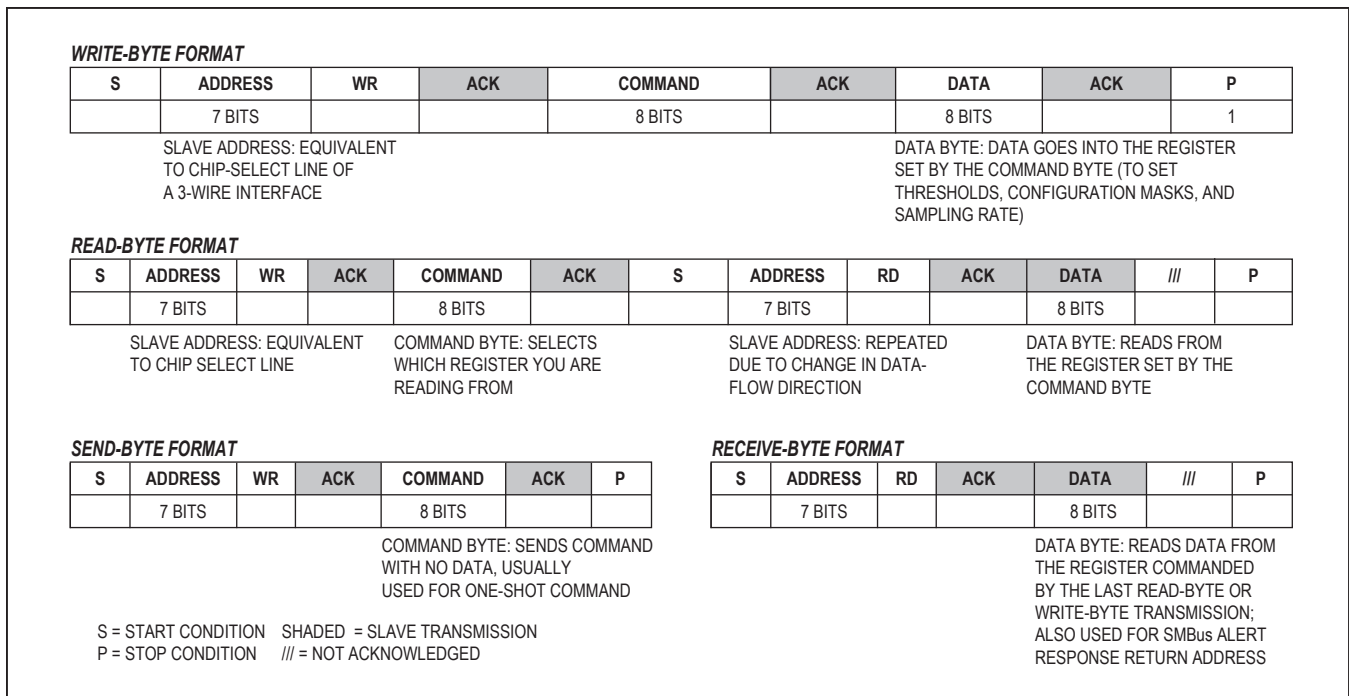 WRITE-BYTE FORMAT
S ADDRESS WR ACK COMMAND ACK DATA ACK P
7 BITS 8 BITS 8 BITS 1
SLAVE ADDRESS: EQUIVALENT
TO CHIP-SELECT LINE OF
A 3-WIRE INTERFACE
DATA BYTE: DATA GOES INTO THE REGISTER
SET BY THE COMMAND BYTE (TO SET
THRESHOLDS, CONFIGURATION MASKS, AND
SAMPLING RATE)
READ-BYTE FORMAT
S ADDRESS WR ACK COMMAND ACK S ADDRESS RD ACK DATA /// P
7 BITS 8 BITS 7 BITS 8 BITS
SLAVE ADDRESS: EQUIVALENT
TO CHIP SELECT LINE
COMMAND BYTE: SELECTS
WHICH REGISTER YOU ARE
READING FROM
SLAVE ADDRESS: REPEATED
DUE TO CHANGE IN DATA-
FLOW DIRECTION
DATA BYTE: READS FROM
THE REGISTER SET BY THE
COMMAND BYTE
SEND-BYTE FORMAT
S ADDRESS WR ACK COMMAND ACK P
7 BITS 8 BITS
COMMAND BYTE: SENDS COMMAND
WITH NO DATA, USUALLY
USED FOR ONE-SHOT COMMAND
RECEIVE-BYTE FORMAT
S ADDRESS RD ACK DATA /// P
7 BITS 8 BITS
DATA BYTE: READS DATA FROM
THE REGISTER COMMANDED
BY THE LAST READ-BYTE OR
WRITE-BYTE TRANSMISSION;
ALSO USED FOR SMBus ALERT
RESPONSE RETURN ADDRESS
S = START CONDITION SHADED = SLAVE TRANSMISSION
P = STOP CONDITION /// = NOT ACKNOWLEDGED